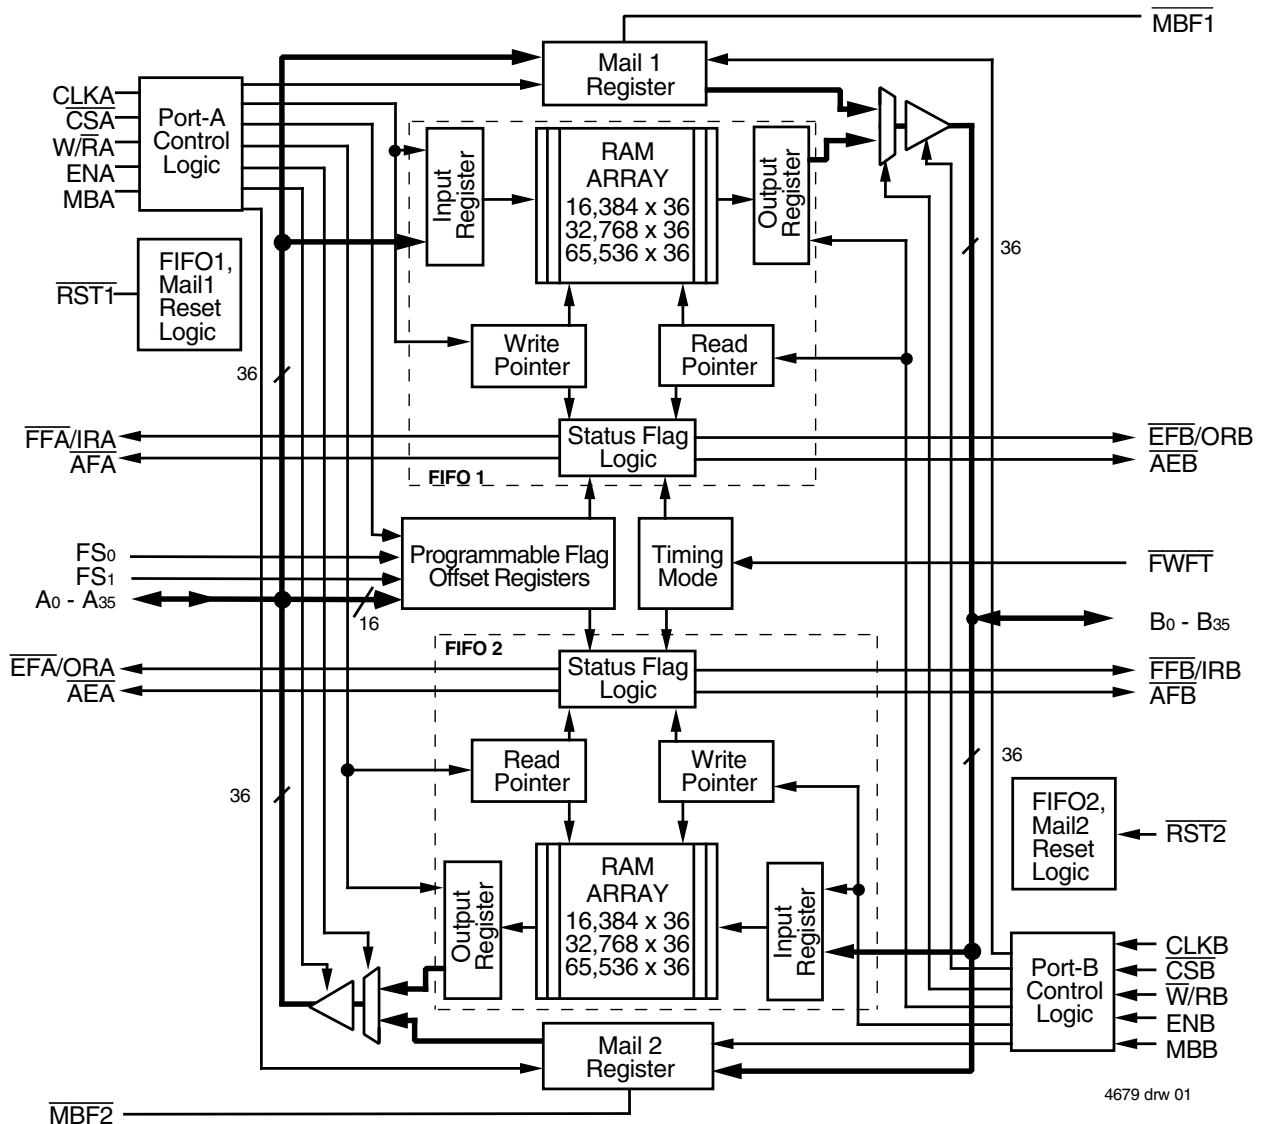 MBF1
Mail 1
Register
CLKA
CSA
W/RA
ENA
MBA
Port-A
Control
Logic
Input
Register
RAM
ARRAY
16,384 x 36
32,768 x 36
65,536 x 36
Output
Register
36
RST1
FIFO1,
Mail1
Reset
Logic
Write
Pointer
Read
Pointer
36
FFA/IRA
AFA
Status Flag
Logic
EFB/ORB
AEB
FIFO 1
FS0
FS1
A0 - A35
Programmable Flag
Offset Registers
16
Timing
Mode
FWFT
B0 - B35
FIFO 2
EFA/ORA
AEA
Status Flag
Logic
FFB/IRB
AFB
Read
Pointer
Write
Pointer
36
36
FIFO2,
Mail2
Reset
Logic
RST2
Output
Register
RAM
ARRAY
16,384 x 36
32,768 x 36
65,536 x 36
Input
Register
Port-B
Control
Logic
CLKB
CSB
W/RB
ENB
MBB
Mail 2
Register
MBF2
4679 drw 01